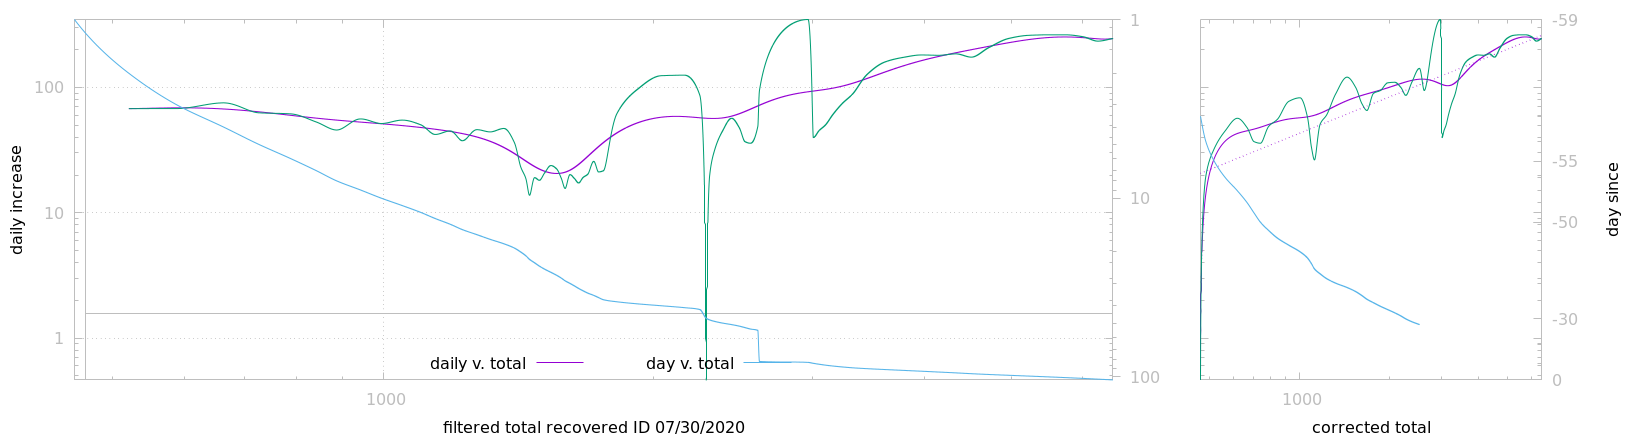 daily increase
100
10
1
1000
filtered total recovered ID 07/30/2020
daily v. total
day v. total
1
10
100
1000
corrected total
-59
-55
-50
-30
0
day since